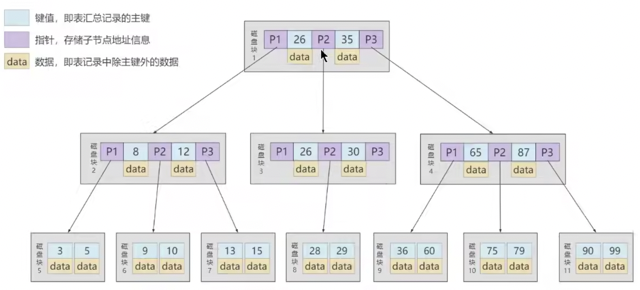 键值，即表汇总记录的主键
指针，存储子节点地址信息
data 数据，即表记录中除主键外的数据
磁盘块1 P1 26 P2 35 P3
data data
磁盘块2 P1 8 P2 12 P3
data data
磁盘块3 P1 26 P2 30 P3
data data
磁盘块4 P1 65 P2 87 P3
data data
磁盘块5 3 5
data data
磁盘块6 9 10
data data
磁盘块7 13 15
data data
磁盘块8 28 29
data data
磁盘块9 36 60
data data
磁盘块10 75 79
data data
磁盘块11 90 99
data data